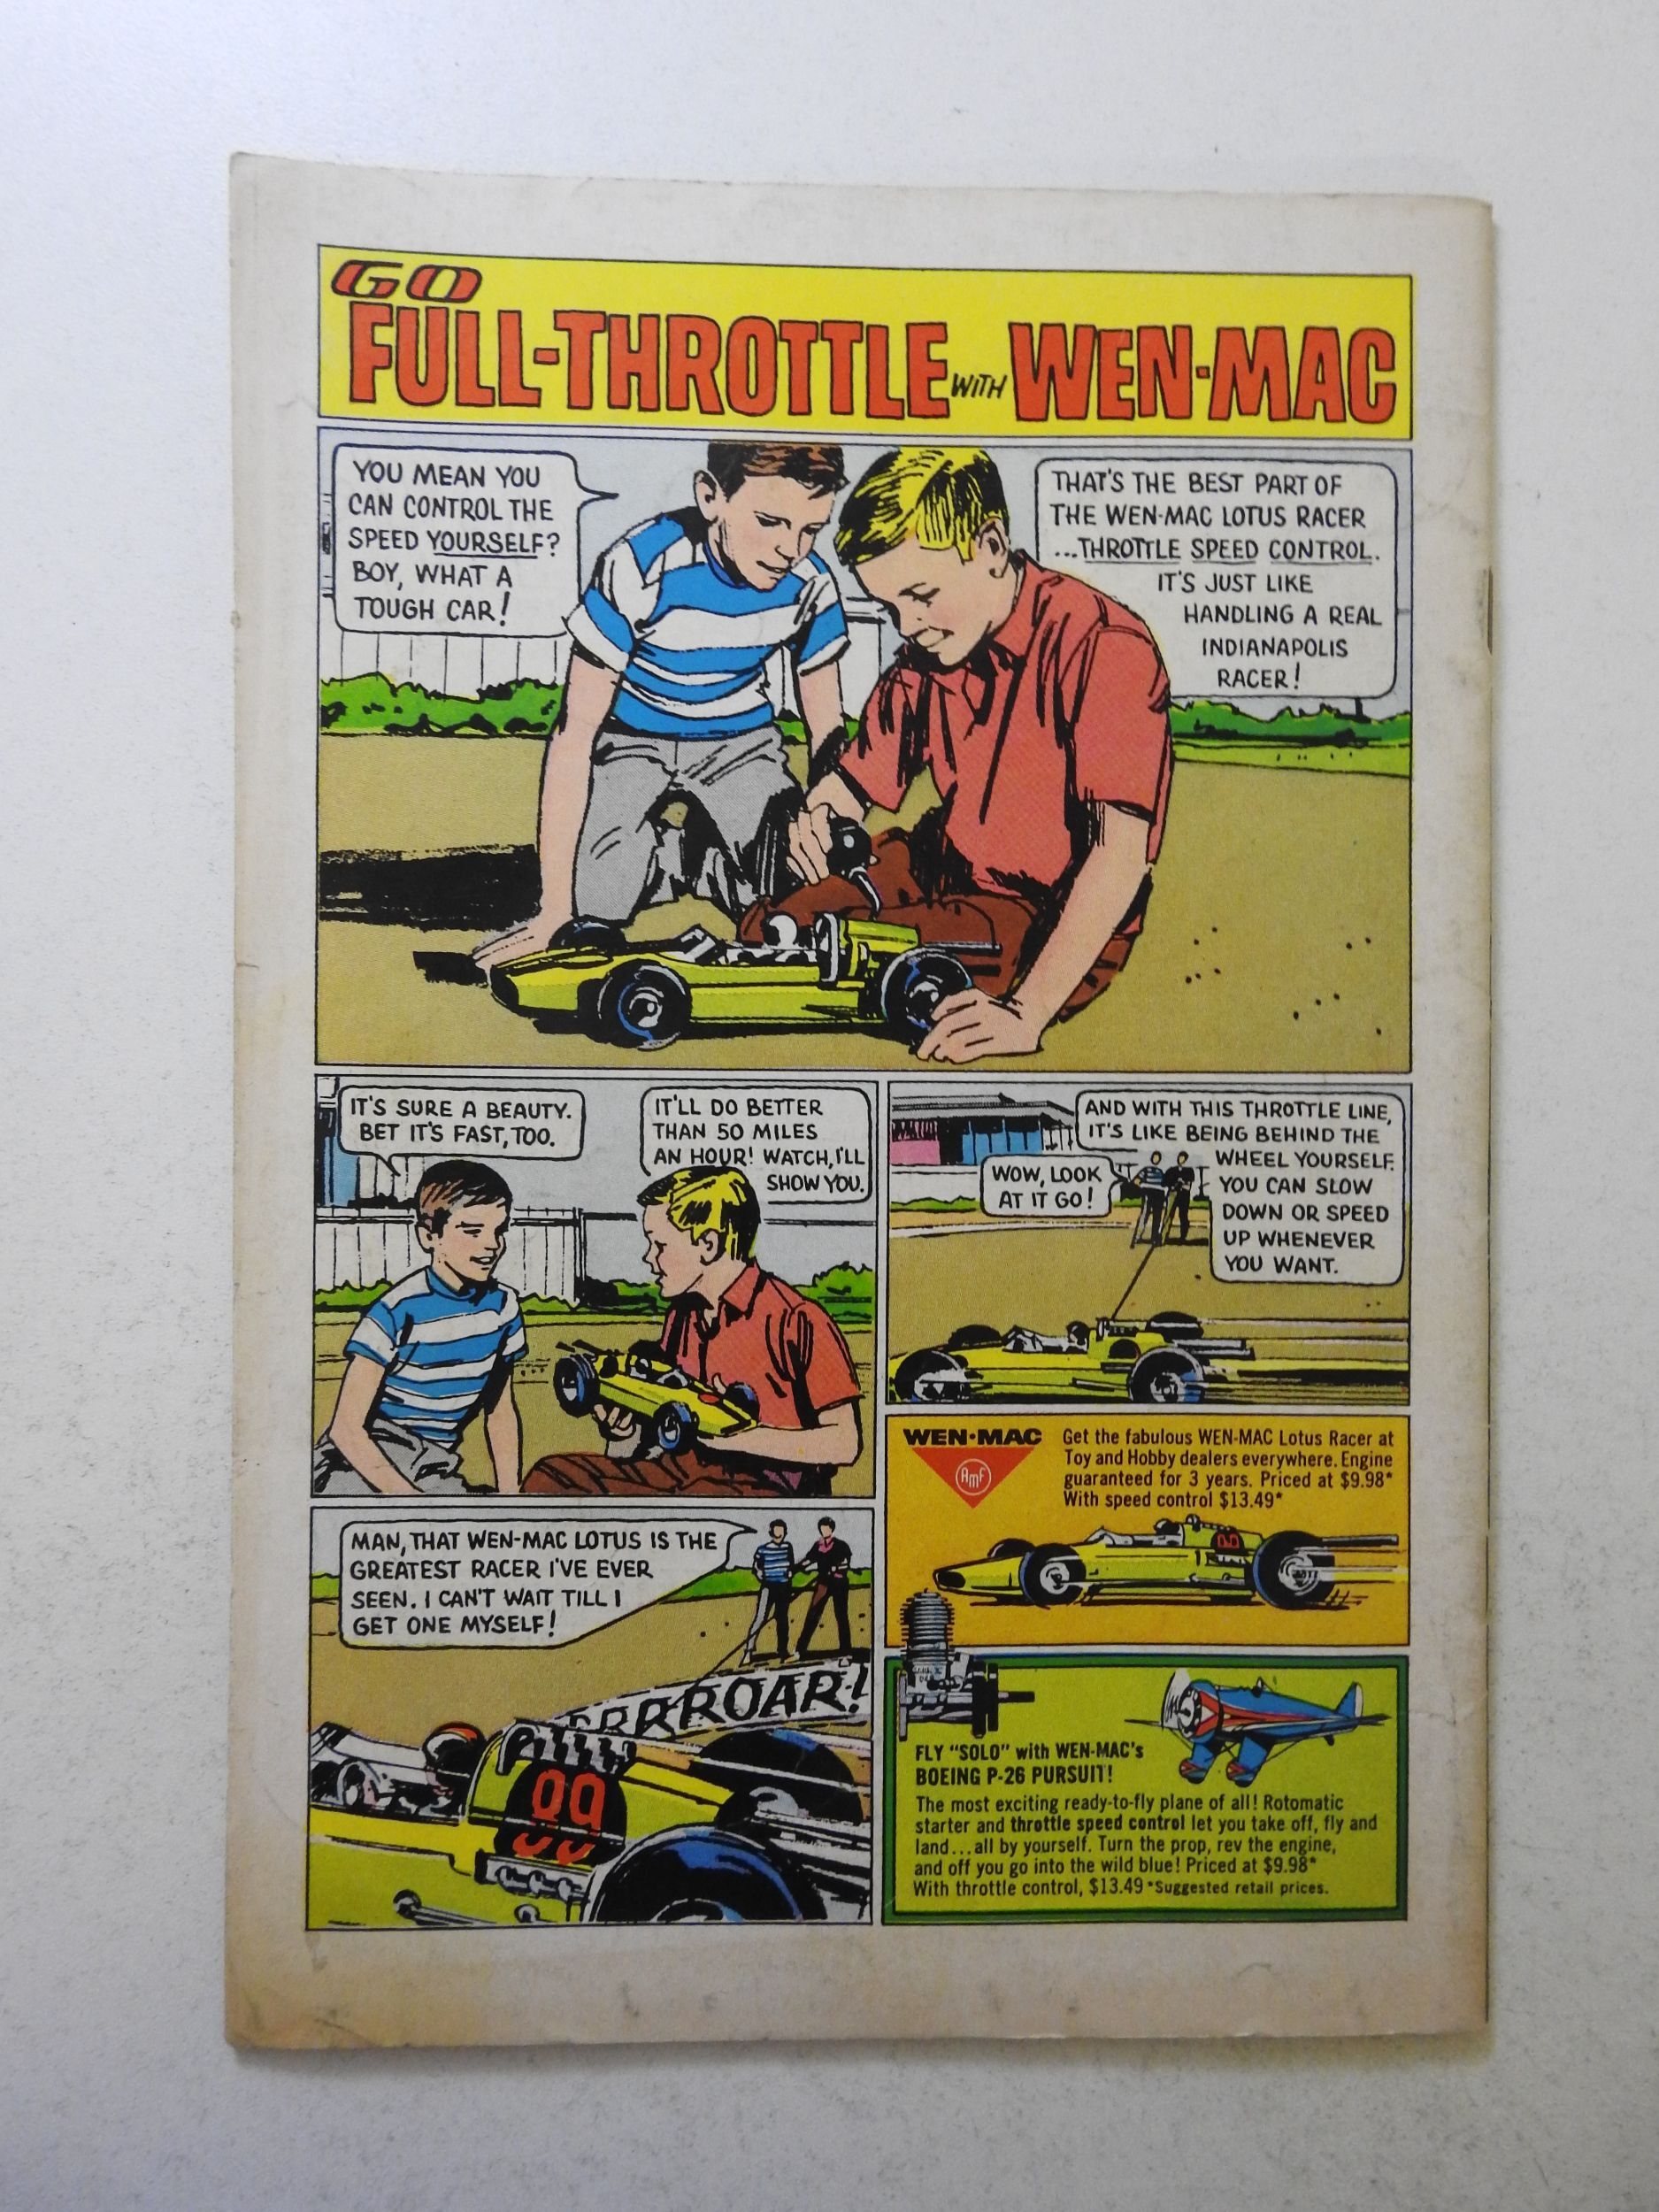 GO
FULL-THROTTLE WITH WEN-MAC
YOU MEAN YOU
CAN CONTROL THE
SPEED YOURSELF?
BOY, WHAT A
TOUGH CAR!
THAT'S THE BEST PART OF
THE WEN-MAC LOTUS RACER
...THROTTLE SPEED CONTROL.
IT'S JUST LIKE
HANDLING A REAL
INDIANAPOLIS
RACER!
IT'S SURE A BEAUTY.
BET IT'S FAST, TOO.
IT'LL DO BETTER
THAN 50 MILES
AN HOUR! WATCH, I'LL
SHOW YOU.
WOW, LOOK
AT IT GO!
AND WITH THIS THROTTLE LINE,
IT'S LIKE BEING BEHIND THE
WHEEL YOURSELF.
YOU CAN SLOW
DOWN OR SPEED
UP WHENEVER
YOU WANT.
MAN, THAT WEN-MAC LOTUS IS THE
GREATEST RACER I'VE EVER
SEEN. I CAN'T WAIT TILL I
GET ONE MYSELF!
RRRROAR!
99
WEN·MAC
AMF
Get the fabulous WEN-MAC Lotus Racer at
Toy and Hobby dealers everywhere. Engine
guaranteed for 3 years. Priced at $9.98*
With speed control $13.49*
FLY "SOLO" with WEN-MAC's
BOEING P-26 PURSUIT!
The most exciting ready-to-fly plane of all! Rotomatic
starter and throttle speed control let you take off, fly and
land...all by yourself. Turn the prop, rev the engine,
and off you go into the wild blue! Priced at $9.98*
With throttle control, $13.49 *Suggested retail prices.